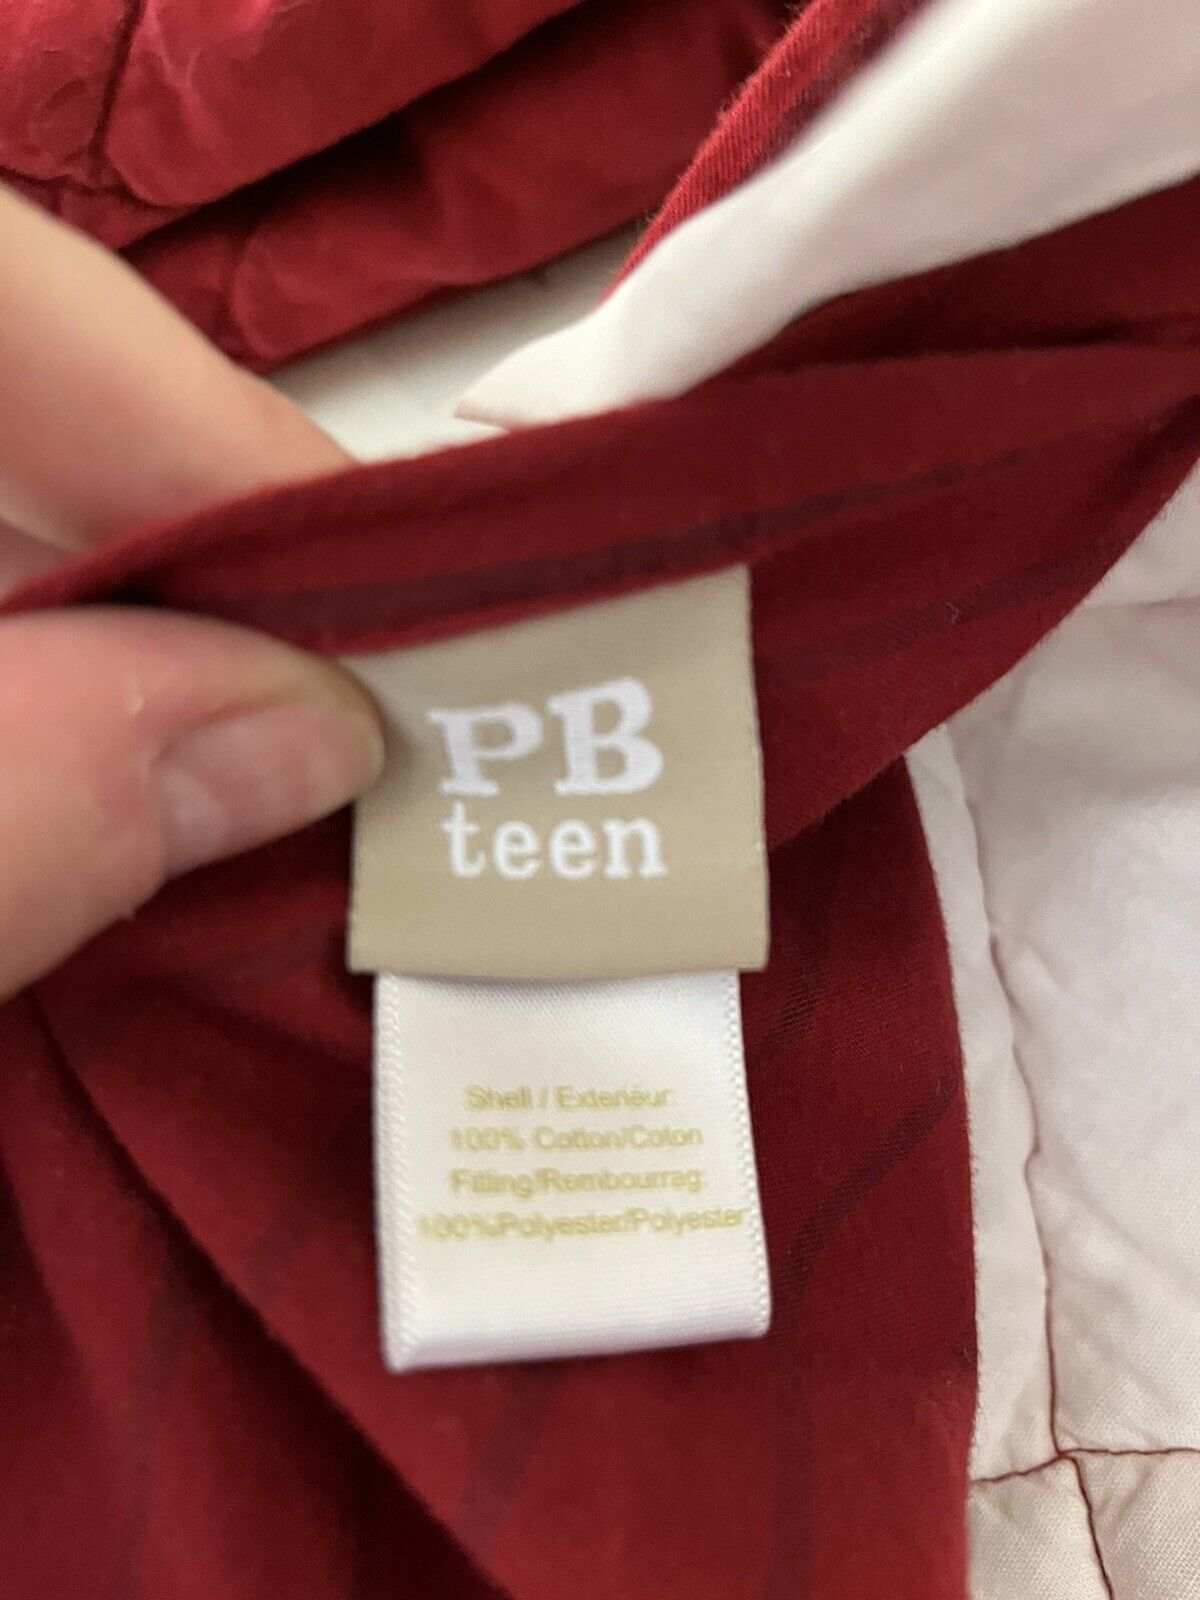 PB
teen
Shell / Exterieur:
100% Cotton/Coton
Filling/Rembourrag:
100%Polyester/Polyester